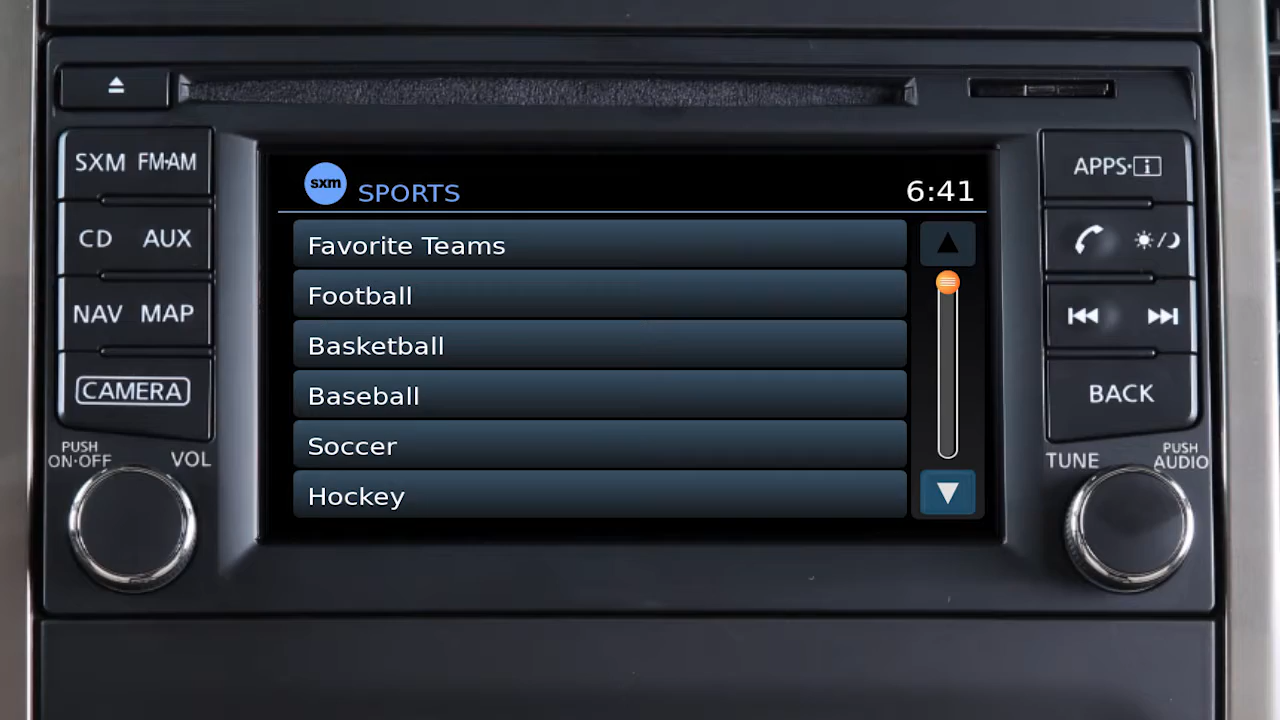 SXM FM·AM
CD AUX
NAV MAP
CAMERA
PUSH
ON·OFF
VOL
sxm SPORTS 6:41
Favorite Teams
Football
Basketball
Baseball
Soccer
Hockey
APPS·i
BACK
TUNE
PUSH
AUDIO